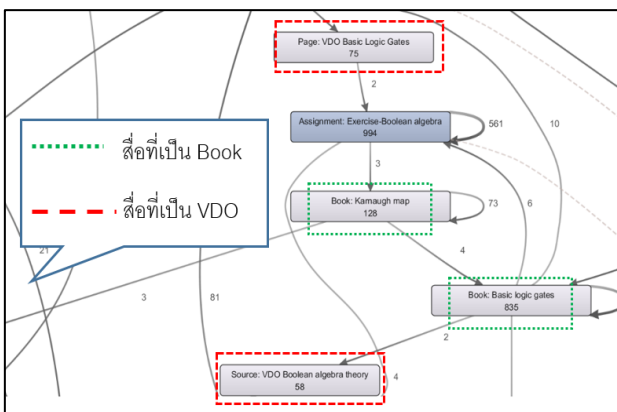 Page: VDO Basic Logic Gates
75
2
10
Assignment: Exercise-Boolean algebra
994
561
สื่อที่เป็น Book
สื่อที่เป็น VDO
3
Book: Karnaugh map
128
73
6
21
4
3
81
Book: Basic logic gates
835
2
Source: VDO Boolean algebra theory
58
4